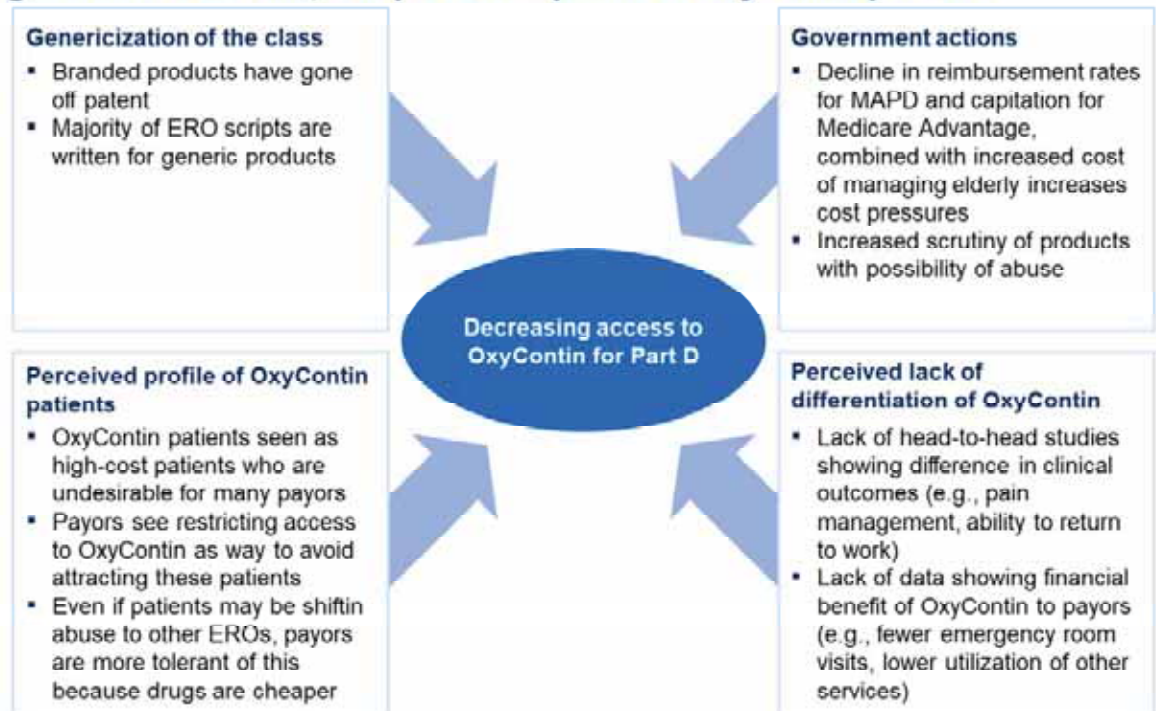 Genericization of the class
▪ Branded products have gone
off patent
▪ Majority of ERO scripts are
written for generic products
Government actions
▪ Decline in reimbursement rates
for MAPD and capitation for
Medicare Advantage,
combined with increased cost
of managing elderly increases
cost pressures
▪ Increased scrutiny of products
with possibility of abuse
Decreasing access to
OxyContin for Part D
Perceived profile of OxyContin
patients
▪ OxyContin patients seen as
high-cost patients who are
undesirable for many payors
▪ Payors see restricting access
to OxyContin as way to avoid
attracting these patients
▪ Even if patients may be shiftin
abuse to other EROs, payors
are more tolerant of this
because drugs are cheaper
Perceived lack of
differentiation of OxyContin
▪ Lack of head-to-head studies
showing difference in clinical
outcomes (e.g., pain
management, ability to return
to work)
▪ Lack of data showing financial
benefit of OxyContin to payors
(e.g., fewer emergency room
visits, lower utilization of other
services)